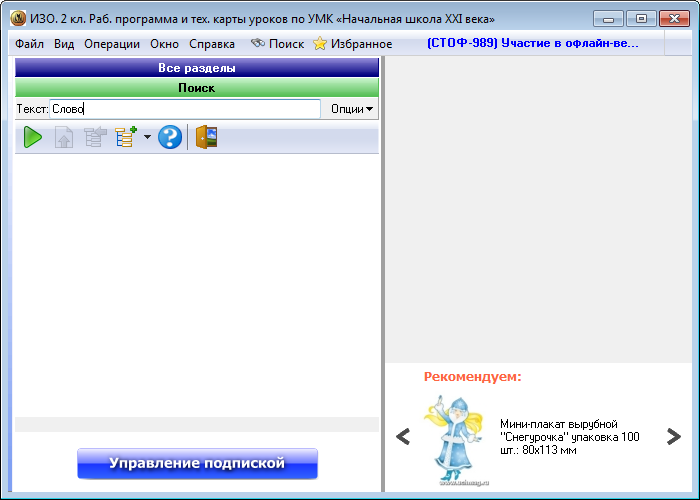 ИЗО. 2 кл. Раб. программа и тех. карты уроков по УМК «Начальная школа XXI века»
Файл Вид Операции Окно Справка Поиск Избранное (СТОФ-989) Участие в офлайн-ве...
Все разделы
Поиск
Текст: Слово Опции
Рекомендуем:
Мини-плакат вырубной
"Снегурочка" упаковка 100
шт.: 80x113 мм
Управление подпиской